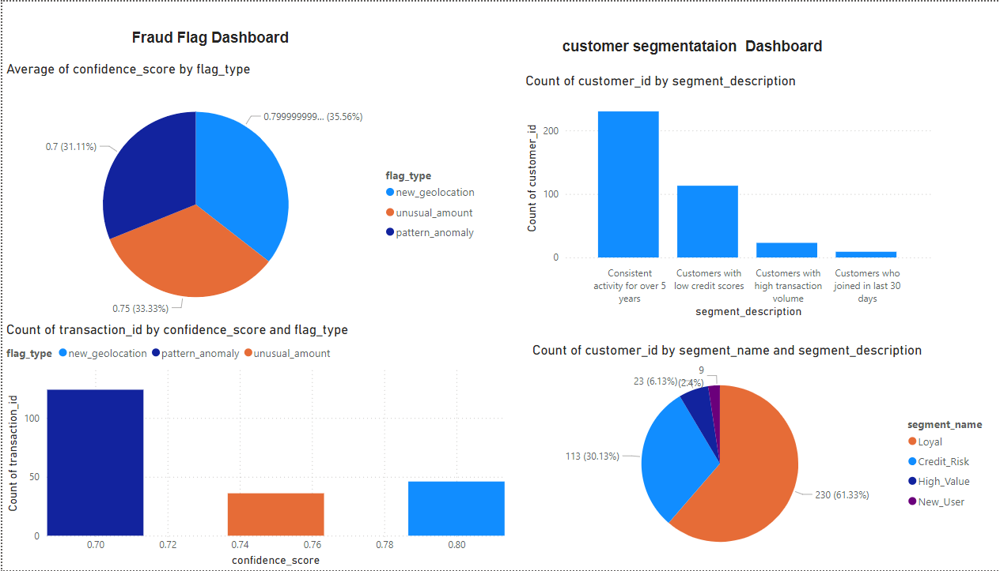 Fraud Flag Dashboard
Average of confidence_score by flag_type
0.799999999... (35.56%)
0.7 (31.11%)
0.75 (33.33%)
flag_type
new_geolocation
unusual_amount
pattern_anomaly
Count of transaction_id by confidence_score and flag_type
flag_type new_geolocation pattern_anomaly unusual_amount
Count of transaction_id
100
50
0
0.70 0.72 0.74 0.76 0.78 0.80
confidence_score
customer segmentataion Dashboard
Count of customer_id by segment_description
Count of customer_id
200
100
0
Consistent
activity for over 5
years
Customers with
low credit scores
Customers with
high transaction
volume
Customers who
joined in last 30
days
segment_description
Count of customer_id by segment_name and segment_description
9
(2.4%)
23 (6.13%)
113 (30.13%)
230 (61.33%)
segment_name
Loyal
Credit_Risk
High_Value
New_User